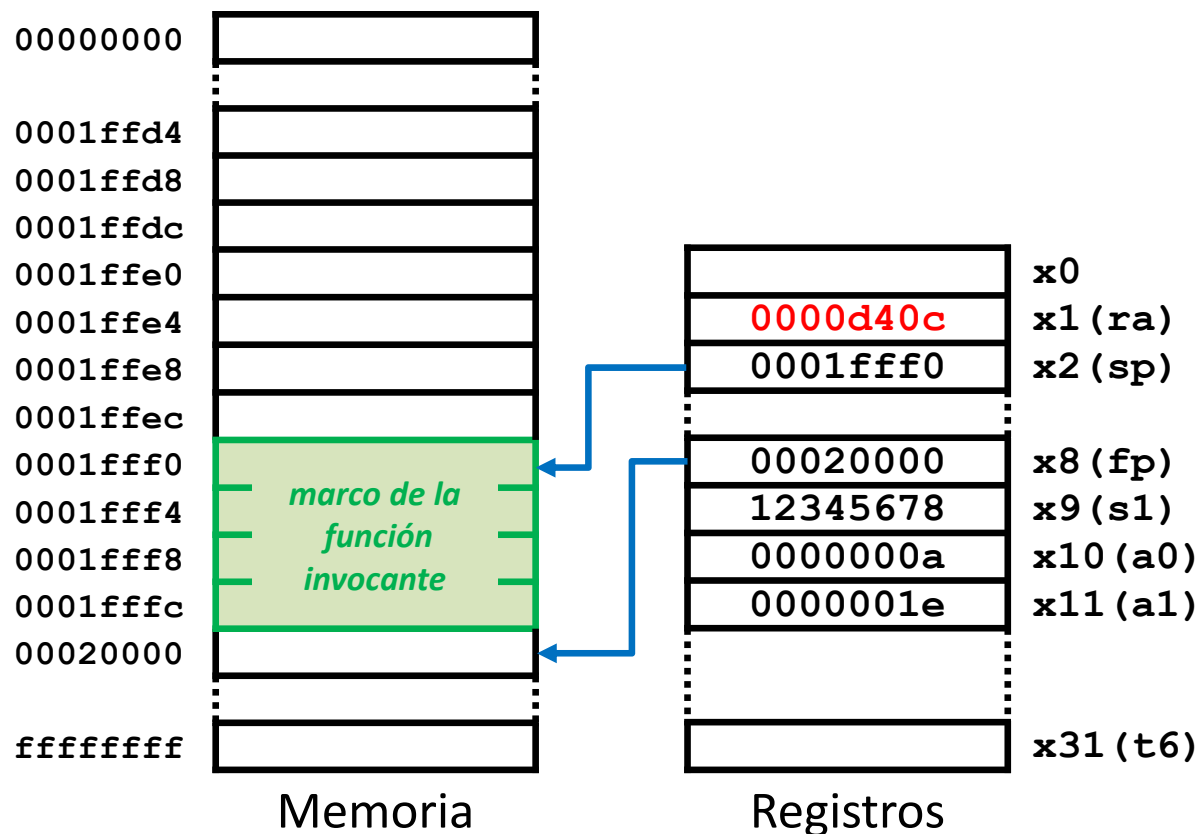 00000000
0001ffd4
0001ffd8
0001ffdc
0001ffe0
0001ffe4
0001ffe8
0001ffec
0001fff0
0001fff4
0001fff8
0001fffc
00020000
ffffffff
marco de la
función
invocante
Memoria
x0
0000d40c x1(ra)
0001fff0 x2(sp)
00020000 x8(fp)
12345678 x9(s1)
0000000a x10(a0)
0000001e x11(a1)
x31(t6)
Registros